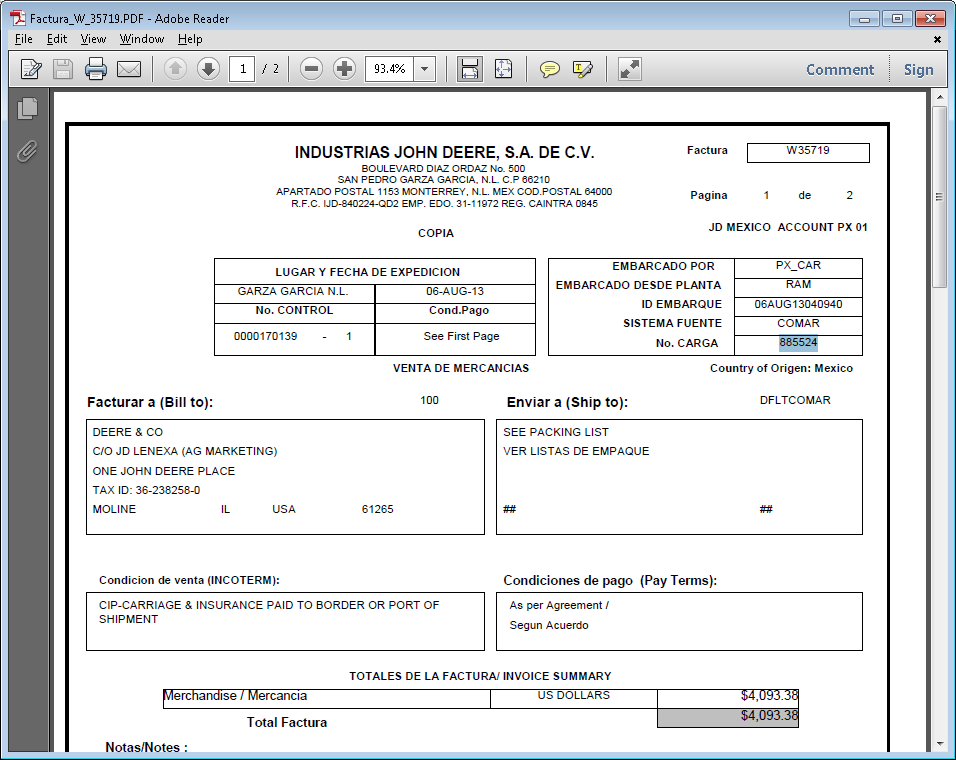 Factura_W_35719.PDF - Adobe Reader
File Edit View Window Help
1 / 2 93.4% Comment Sign
INDUSTRIAS JOHN DEERE, S.A. DE C.V.
BOULEVARD DIAZ ORDAZ No. 500
SAN PEDRO GARZA GARCIA, N.L. C.P 66210
APARTADO POSTAL 1153 MONTERREY, N.L. MEX COD.POSTAL 64000
R.F.C. IJD-840224-QD2 EMP. EDO. 31-11972 REG. CAINTRA 0845
Factura W35719
Pagina 1 de 2
COPIA
JD MEXICO ACCOUNT PX 01
LUGAR Y FECHA DE EXPEDICION
GARZA GARCIA N.L. 06-AUG-13
No. CONTROL Cond.Pago
0000170139 - 1 See First Page
EMBARCADO POR PX_CAR
EMBARCADO DESDE PLANTA RAM
ID EMBARQUE 06AUG13040940
SISTEMA FUENTE COMAR
No. CARGA 885524
VENTA DE MERCANCIAS
Country of Origen: Mexico
Facturar a (Bill to): 100
DEERE & CO
C/O JD LENEXA (AG MARKETING)
ONE JOHN DEERE PLACE
TAX ID: 36-238258-0
MOLINE IL USA 61265
Enviar a (Ship to): DFLTCOMAR
SEE PACKING LIST
VER LISTAS DE EMPAQUE
## ##
Condicion de venta (INCOTERM):
CIP-CARRIAGE & INSURANCE PAID TO BORDER OR PORT OF
SHIPMENT
Condiciones de pago (Pay Terms):
As per Agreement /
Segun Acuerdo
TOTALES DE LA FACTURA/ INVOICE SUMMARY
Merchandise / Mercancia US DOLLARS $4,093.38
Total Factura $4,093.38
Notas/Notes :